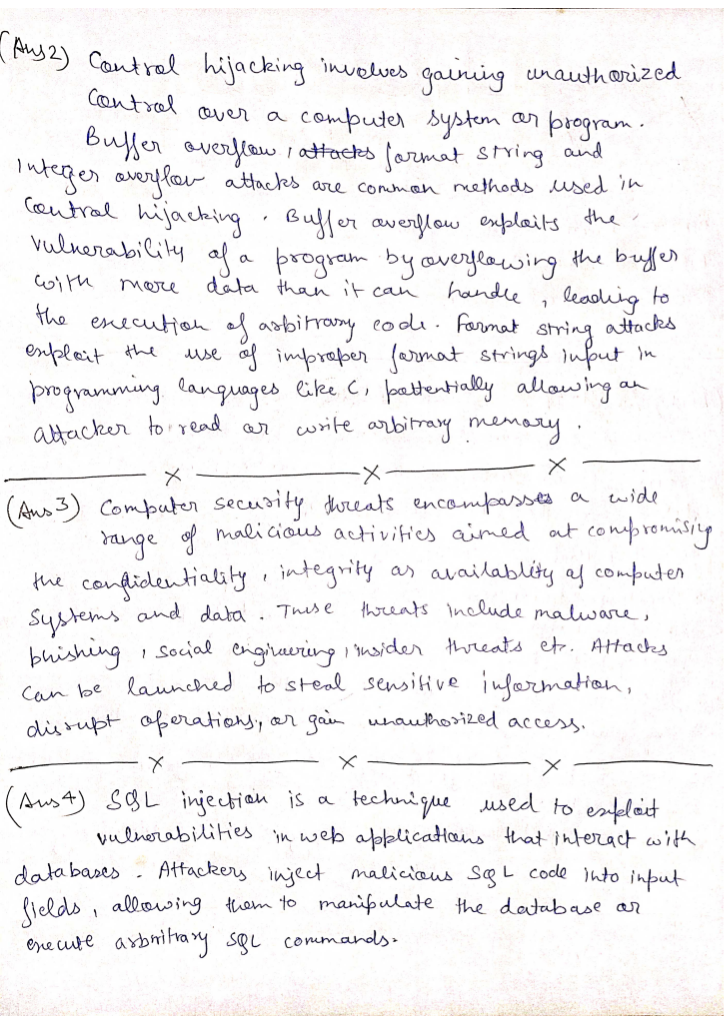 (Ans 2) Control hijacking involves gaining unauthorized
Control over a computer system or program.
Buffer overflow, attacks format string and
Integer overflow attacks are common methods used in
Control hijacking. Buffer overflow exploits the
vulnerability of a program by overflowing the buffer
with more data than it can handle, leading to
the execution of arbitrary code. Format string attacks
exploit the use of improper format strings input in
programming languages like C, pottentially allowing an
attacker to read or write arbitrary memory.
(Ans 3) Computer security threats encompasses a wide
range of malicious activities aimed at compromising
the confidentiality, integrity or availablity of computer
Systems and data. These threats include malware,
phishing, social engineering, insider threats etc. Attacks
can be launched to steal sensitive information,
disrupt operations, or gain unauthorized access.
(Ans 4) SQL injection is a technique used to exploit
vulnerabilities in web applications that interact with
databases. Attackers inject malicious SQL code into input
fields, allowing them to manipulate the database or
execute arbritrary SQL commands.